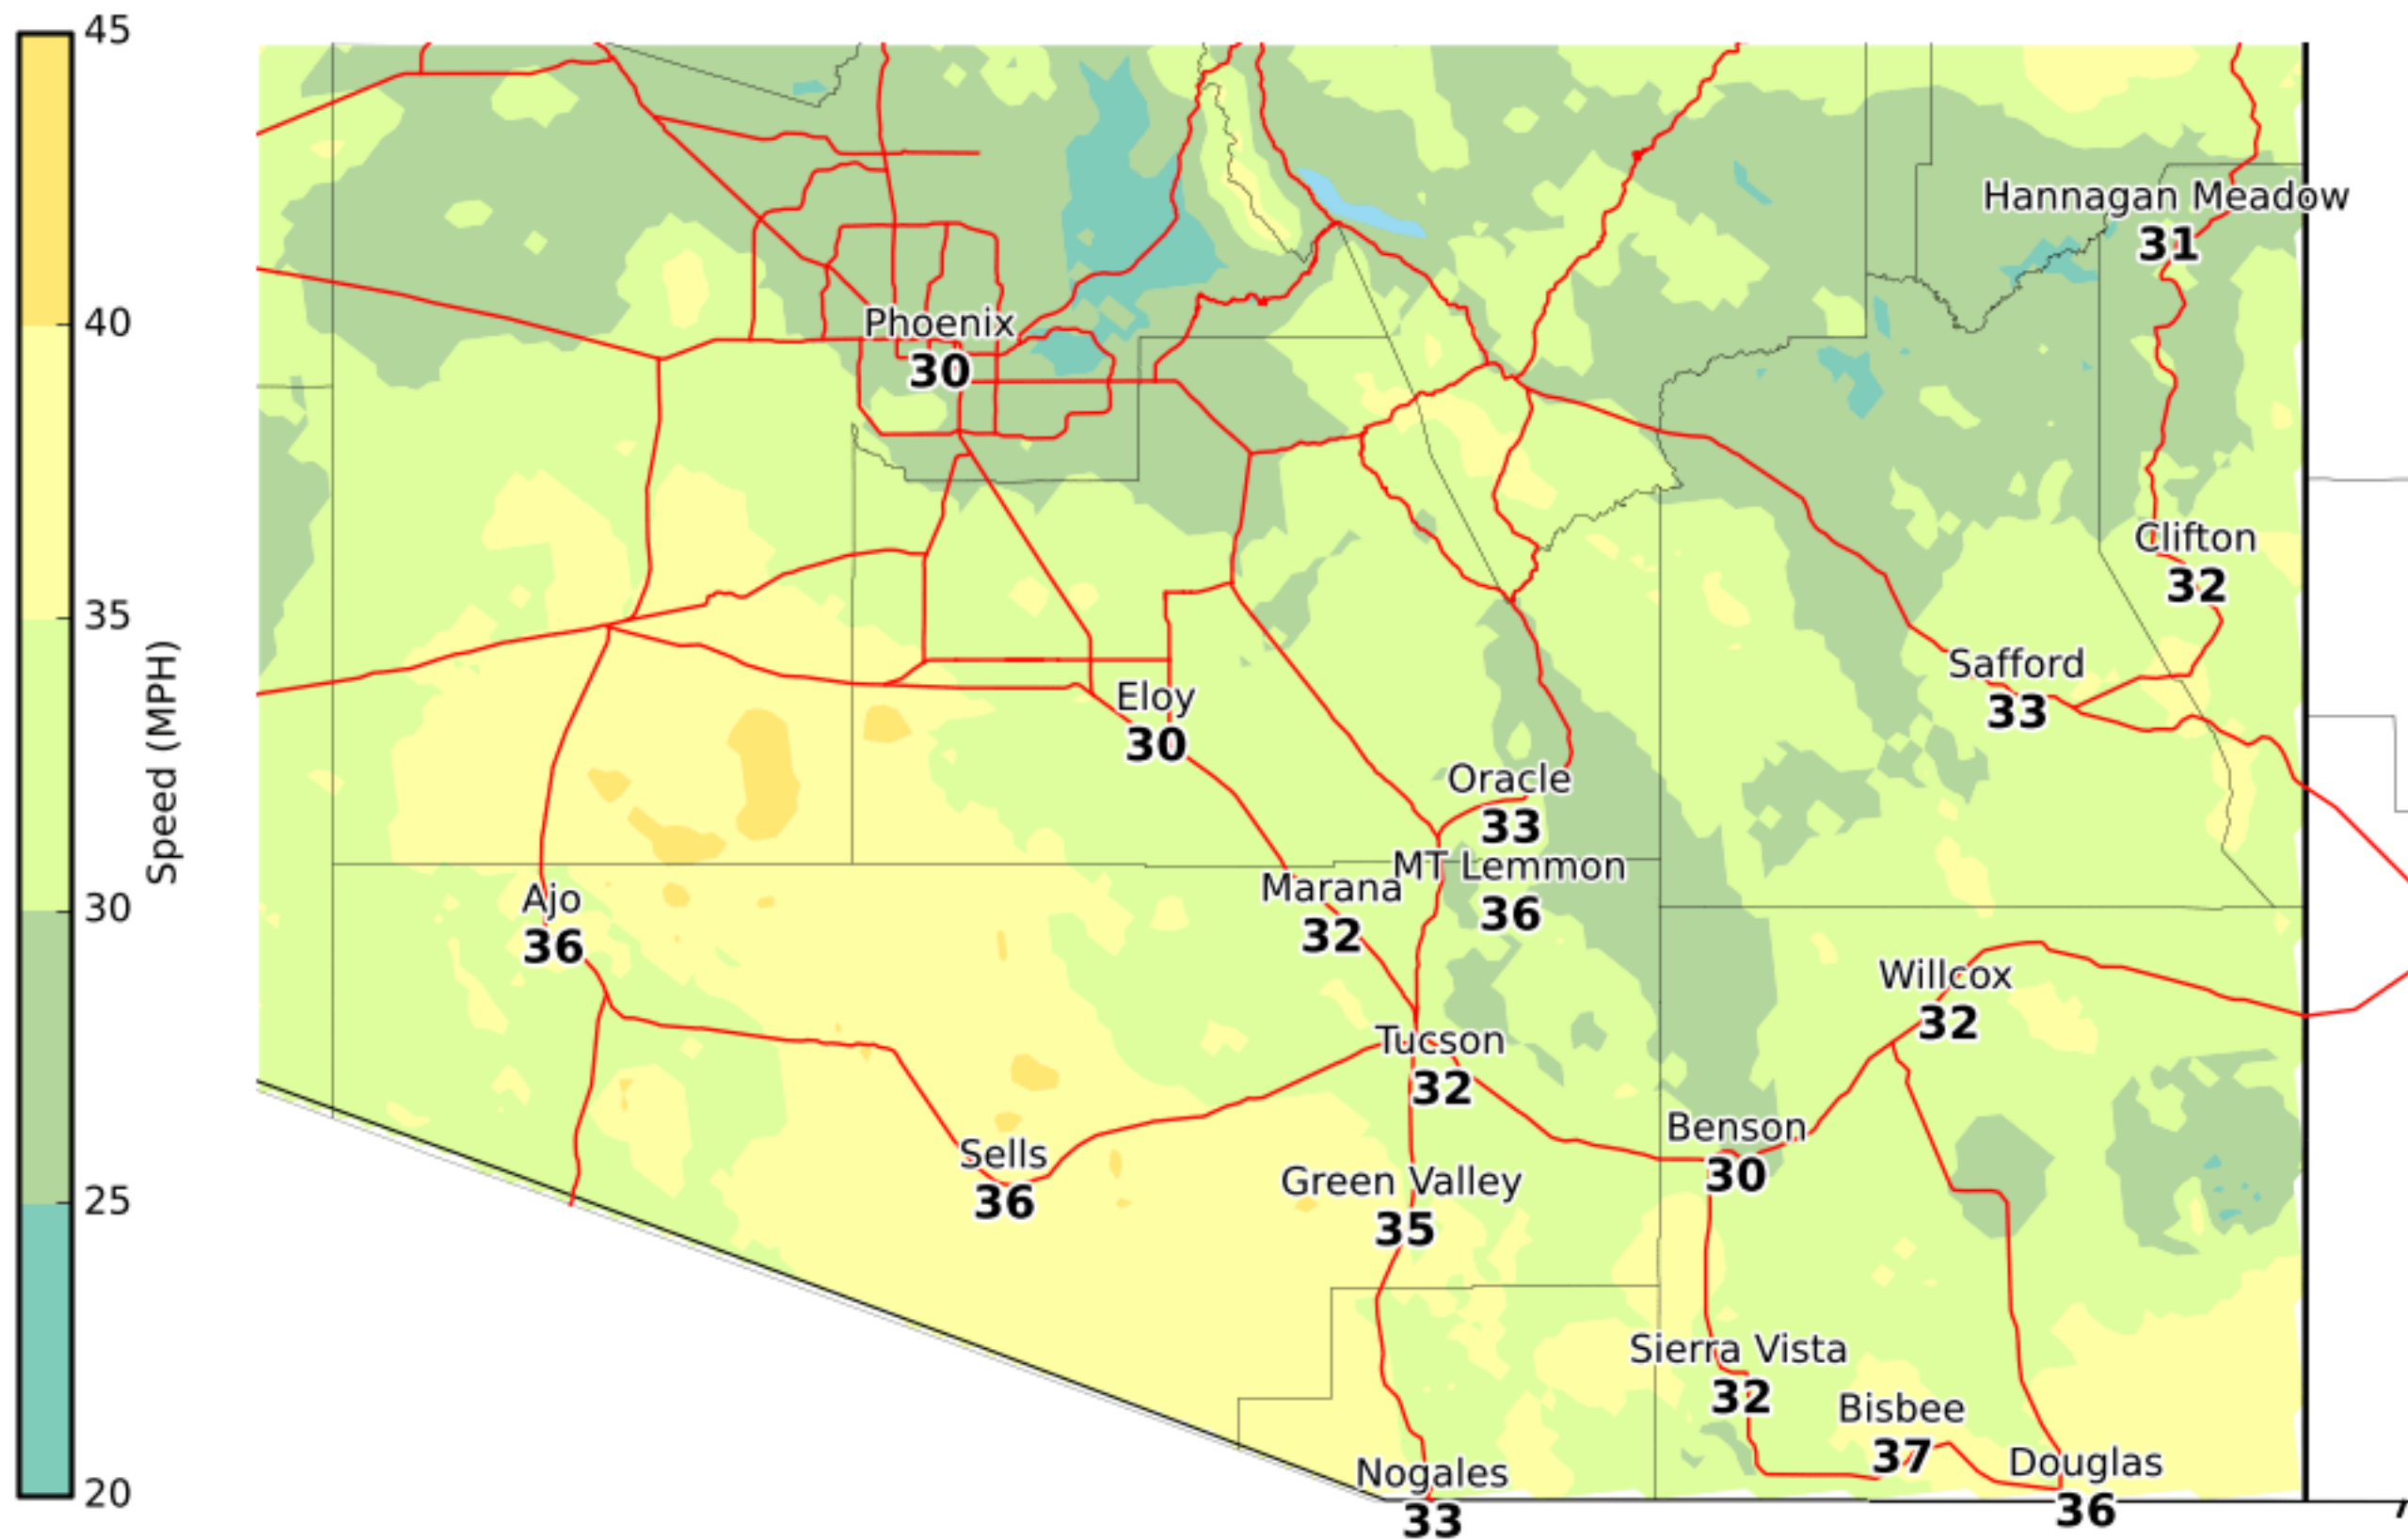 45
40
35
30
25
20
Speed (MPH)
Hannagan Meadow
31
Phoenix
30
Clifton
32
Safford
33
Eloy
30
Oracle
33
MT Lemmon
36
Marana
32
Ajo
36
Willcox
32
Tucson
32
Benson
30
Sells
36
Green Valley
35
Sierra Vista
32
Bisbee
37
Douglas
36
Nogales
33